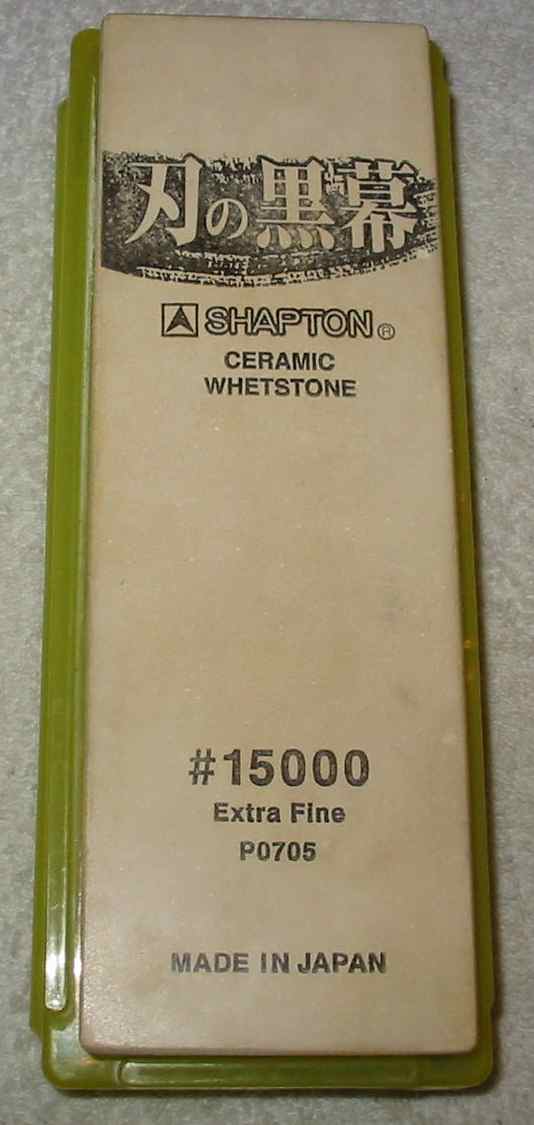 刃の黒幕
SHAPTON®
CERAMIC
WHETSTONE
#15000
Extra Fine
P0705
MADE IN JAPAN